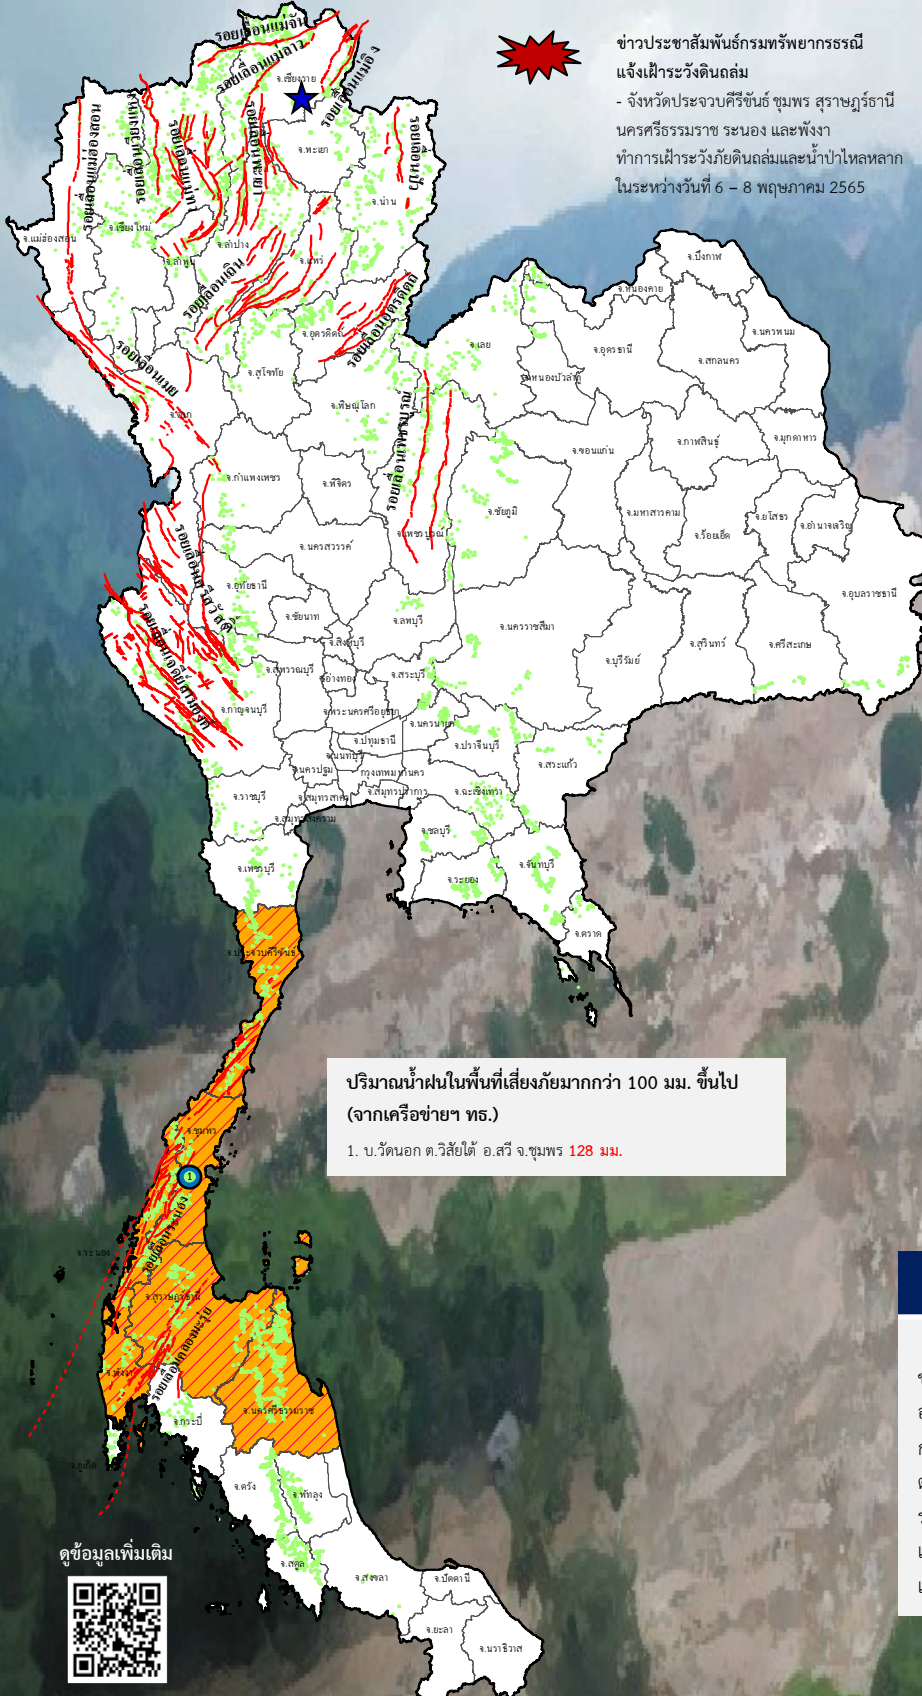 ข่าวประชาสัมพันธ์กรมทรัพยากรธรณี
แจ้งเฝ้าระวังดินถล่ม
- จังหวัดประจวบคีรีขันธ์ ชุมพร สุราษฎร์ธานี
นครศรีธรรมราช ระนอง และพังงา
ทำการเฝ้าระวังภัยดินถล่มและน้ำป่าไหลหลาก
ในระหว่างวันที่ 6 – 8 พฤษภาคม 2565
รอยเลื่อนแม่จัน
รอยเลื่อนแม่ลาว
รอยเลื่อนแม่อิง
จ.เชียงราย
รอยเลื่อนแม่ฮ่องสอน
รอยเลื่อนแม่ทา
รอยเลื่อนพะเยา
รอยเลื่อนปัว
จ.พะเยา
จ.น่าน
จ.แม่ฮ่องสอน
จ.เชียงใหม่
จ.ลำปาง
จ.ลำพูน
จ.แพร่
รอยเลื่อนเถิน
รอยเลื่อนอุตรดิตถ์
จ.อุตรดิตถ์
รอยเลื่อนเมย
จ.สุโขทัย
จ.ตาก
จ.พิษณุโลก
รอยเลื่อนเพชรบูรณ์
จ.บึงกาฬ
จ.หนองคาย
จ.นครพนม
จ.เลย
จ.อุดรธานี
จ.สกลนคร
จ.หนองบัวลำภู
จ.ขอนแก่น
จ.กาฬสินธุ์
จ.มุกดาหาร
จ.กำแพงเพชร
จ.พิจิตร
จ.เพชรบูรณ์
จ.ชัยภูมิ
จ.มหาสารคาม
จ.ร้อยเอ็ด
จ.ยโสธร
จ.อำนาจเจริญ
จ.นครสวรรค์
รอยเลื่อนศรีสวัสดิ์
จ.อุทัยธานี
จ.อุบลราชธานี
รอยเลื่อนเจดีย์สามองค์
จ.ชัยนาท
จ.ลพบุรี
จ.นครราชสีมา
จ.สิงห์บุรี
จ.บุรีรัมย์
จ.สุรินทร์
จ.ศรีสะเกษ
จ.สุพรรณบุรี
จ.อ่างทอง
จ.สระบุรี
จ.กาญจนบุรี
จ.พระนครศรีอยุธยา
จ.นครนายก
จ.ปทุมธานี
จ.ปราจีนบุรี
จ.นนทบุรี
จ.สระแก้ว
จ.นครปฐม
กรุงเทพมหานคร
จ.ราชบุรี
จ.สมุทรสาคร
จ.สมุทรปราการ
จ.ฉะเชิงเทรา
จ.สมุทรสงคราม
จ.ชลบุรี
จ.เพชรบุรี
จ.ระยอง
จ.จันทบุรี
จ.ตราด
จ.ประจวบคีรีขันธ์
ปริมาณน้ำฝนในพื้นที่เสี่ยงภัยมากกว่า 100 มม. ขึ้นไป
(จากเครือข่ายฯ ทธ.)
1. บ.วัดนอก ต.วิสัยใต้ อ.สวี จ.ชุมพร 128 มม.
จ.ชุมพร
1
รอยเลื่อนระนอง
จ.ระนอง
จ.สุราษฎร์ธานี
รอยเลื่อนคลองมะรุ่ย
จ.พังงา
จ.นครศรีธรรมราช
จ.กระบี่
จ.ภูเก็ต
จ.ตรัง
จ.พัทลุง
จ.สตูล
จ.สงขลา
จ.ปัตตานี
จ.ยะลา
จ.นราธิวาส
ดูข้อมูลเพิ่มเติม